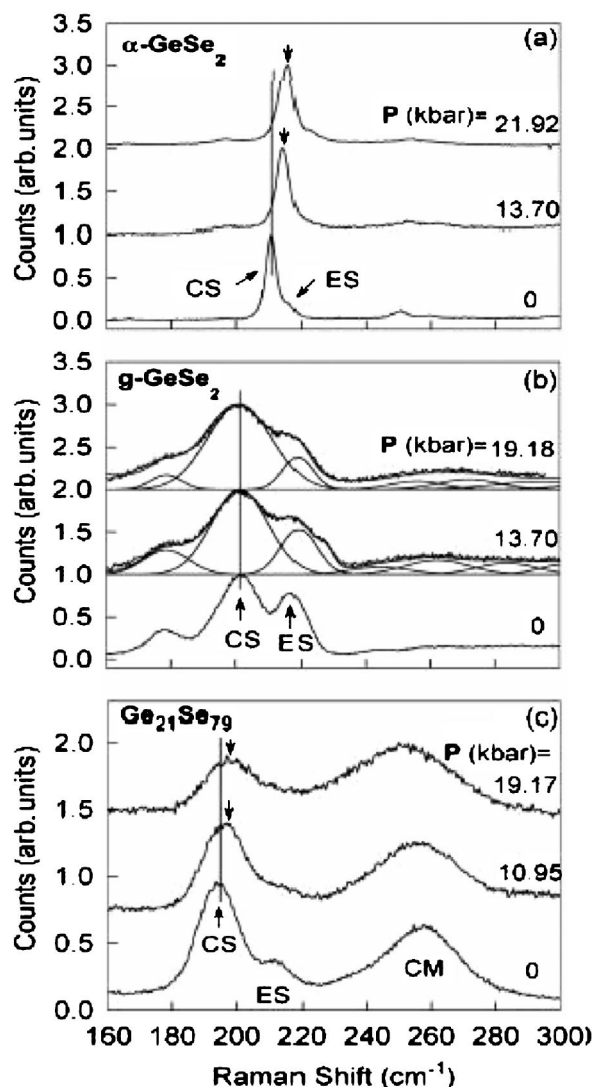 α-GeSe2 (a)
3.5
3.0
2.5
2.0
1.5
1.0
0.5
0.0
Counts (arb. units)
P (kbar)=
21.92
13.70
CS ES 0
200 220 240 260
g-GeSe2 (b)
3.5
3.0
2.5
2.0
1.5
1.0
0.5
0.0
Counts (arb. units)
P (kbar)=19.18
13.70
CS ES 0
Ge21Se79 (c)
2.0
1.5
1.0
0.5
0.0
Counts (arb. units)
P (kbar)=
19.17
10.95
CS ES CM 0
160 180 200 220 240 260 280 300)
Raman Shift (cm-1)